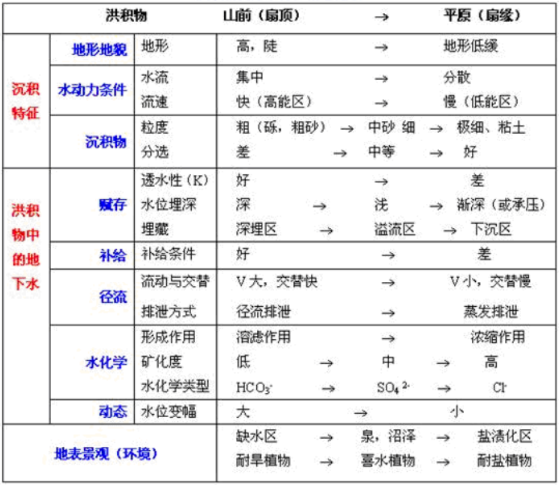 洪积物 山前（扇顶） → 平原（扇缘）
沉积特征 地形地貌 地形 高，陡 → 地形低缓
水动力条件 水流 集中 → 分散
流速 快（高能区） → 慢（低能区）
沉积物 粒度 粗（砾，粗砂） → 中砂 细 → 极细、粘土
分选 差 → 中等 → 好
洪积物中的地下水 赋存 透水性（K） 好 → 差
水位埋深 深 → 浅 → 渐深（或承压）
埋藏 深埋区 → 溢流区 → 下沉区
补给 补给条件 好 → 差
径流 流动与交替 V 大，交替快 → V 小，交替慢
排泄方式 径流排泄 → 蒸发排泄
水化学 形成作用 溶滤作用 → 浓缩作用
矿化度 低 → 中 → 高
水化学类型 HCO₃⁻ → SO₄ ²⁻ → Cl⁻
动态 水位变幅 大 → 小
地表景观（环境） 缺水区 → 泉，沼泽 → 盐渍化区
耐旱植物 → 喜水植物 → 耐盐植物